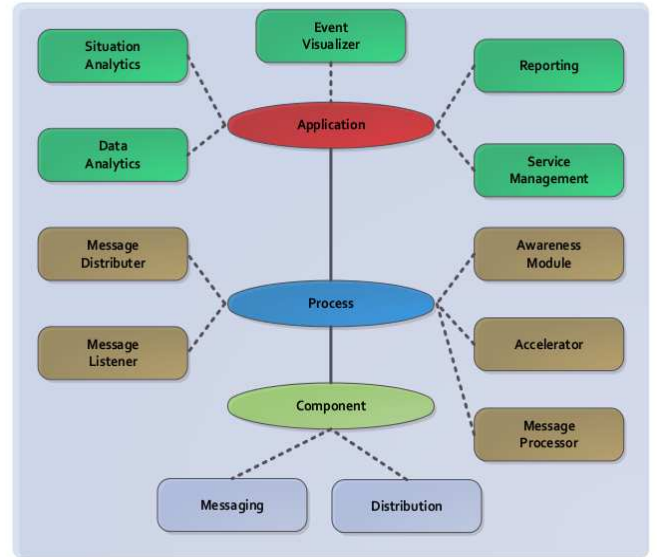 Event
Visualizer
Situation
Analytics
Reporting
Application
Data
Analytics
Service
Management
Message
Distributer
Awareness
Module
Process
Message
Listener
Accelerator
Component
Message
Processor
Messaging
Distribution